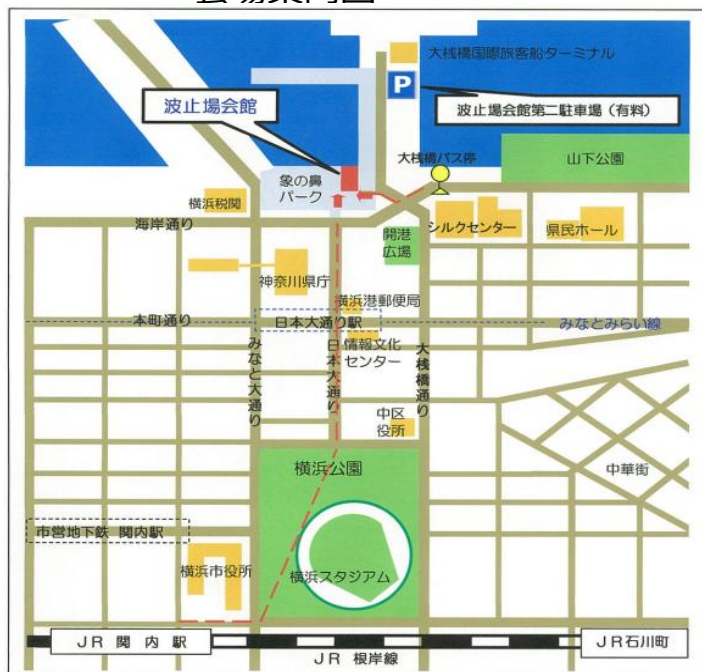 会場案内図
大桟橋国際旅客船ターミナル
P
波止場会館
波止場会館第二駐車場（有料）
大桟橋バス停
山下公園
象の鼻
パーク
横浜税関
海岸通り
シルクセンター
県民ホール
開港
広場
神奈川県庁
横浜港郵便局
本町通り
日本大通り駅
みなとみらい線
情報文化
センター
みなと大通り
日本大通り
大桟橋通り
中区
役所
横浜公園
中華街
市営地下鉄 関内駅
横浜市役所
横浜スタジアム
ＪＲ 関 内 駅
ＪＲ石川町
ＪＲ 根岸線